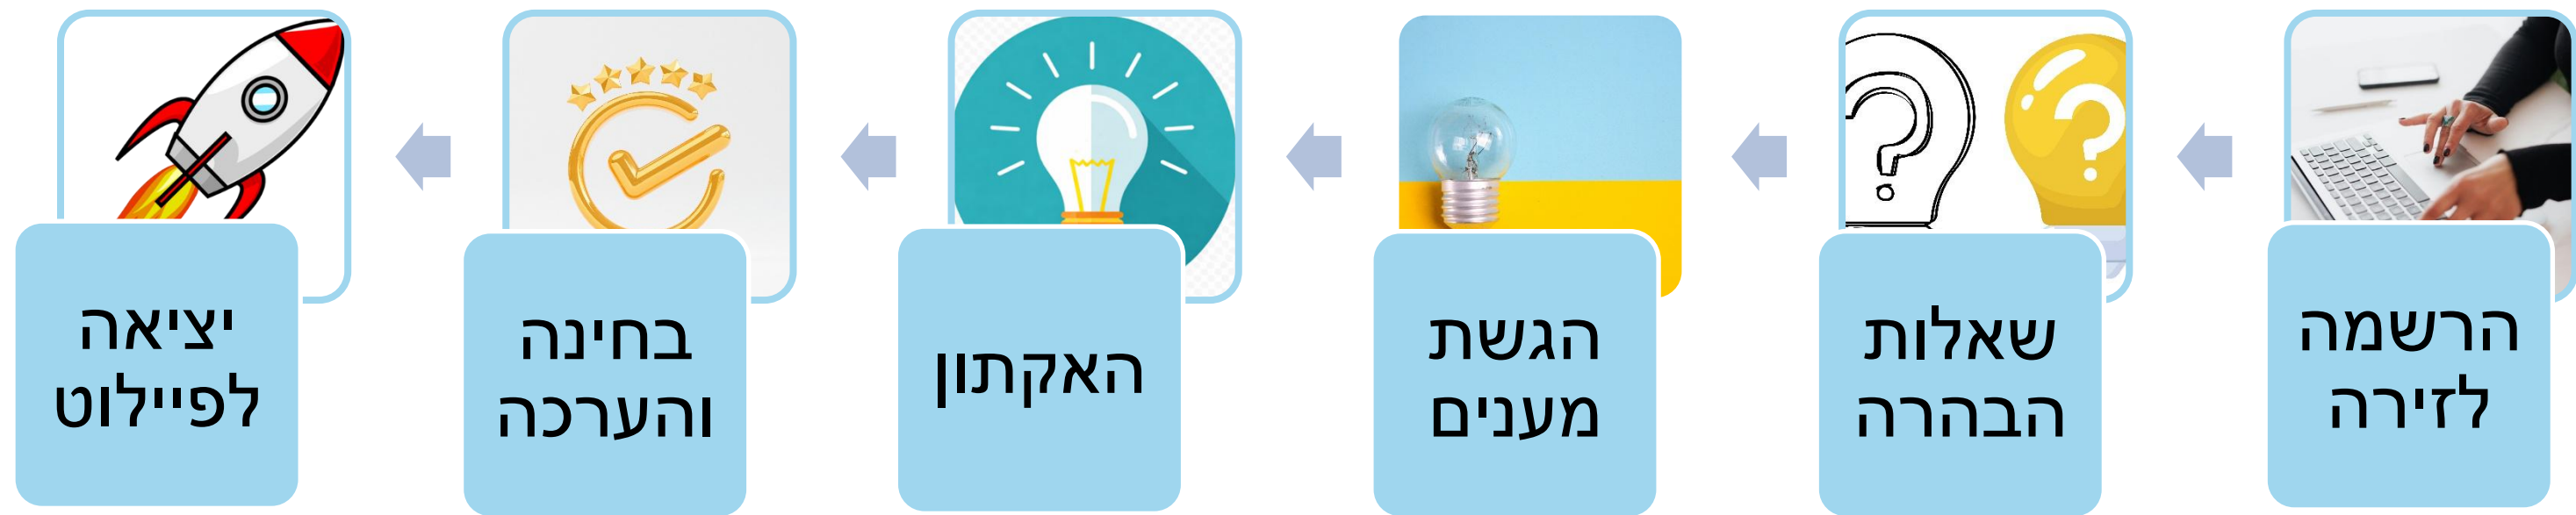 הרשמה
לזירה
שאלות
הבהרה
הגשת
מענים
האקתון
בחינה
והערכה
יציאה
לפיילוט